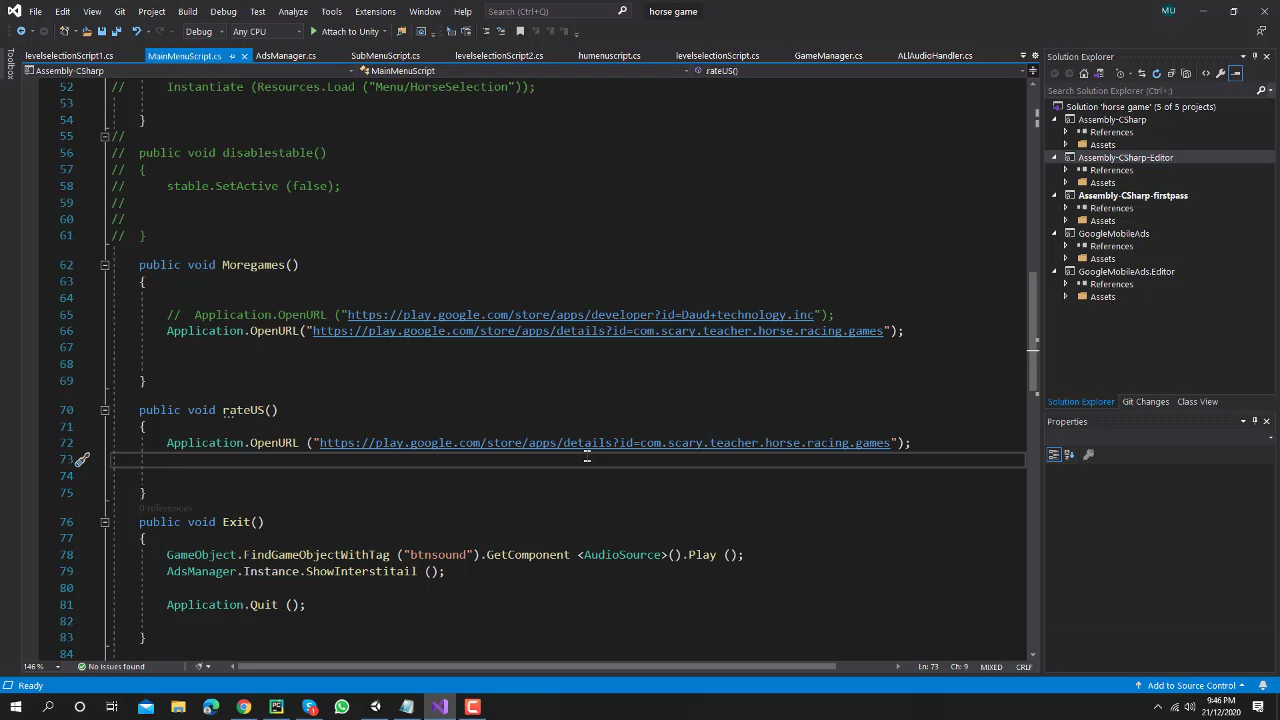 File Edit View Git Project Build Debug Test Analyze Tools Extensions Window Help Search (Ctrl+Q) horse game MU
Debug Any CPU Attach to Unity
levelselectionScript1.cs MainMenuScript.cs AdsManager.cs SubMenuScript.cs levelselectScript2.cs humenuscript.cs levelselectScript.cs GameManager.cs ALLAudioHandler.cs
Toolbox
Assembly-CSharp MainMenuScript rateUS()
52 // Instantiate (Resources.Load ("Menu/HorseSelection"));
53
54 }
55 //
56 // public void disablestable()
57 // {
58 // stable.SetActive (false);
59 //
60 //
61 // }
62 public void Moregames()
63 {
64
65 // Application.OpenURL ("https://play.google.com/store/apps/developer?id=Daud+technology.inc");
66 Application.OpenURL("https://play.google.com/store/apps/details?id=com.scary.teacher.horse.racing.games");
67
68
69 }
70 public void rateUS()
71 {
72 Application.OpenURL ("https://play.google.com/store/apps/details?id=com.scary.teacher.horse.racing.games");
73
74
75 }
0 references
76 public void Exit()
77 {
78 GameObject.FindGameObjectWithTag ("btnsound").GetComponent <AudioSource>().Play ();
79 AdsManager.Instance.ShowInterstitail ();
80
81 Application.Quit ();
82
83 }
84
146 % No issues found Ln: 73 Ch: 9 MIXED CRLF
Solution Explorer
Search Solution Explorer (Ctrl+;)
Solution 'horse game' (5 of 5 projects)
Assembly-CSharp
References
Assets
Assembly-CSharp-Editor
References
Assets
Assembly-CSharp-firstpass
References
Assets
GoogleMobileAds
References
Assets
GoogleMobileAds.Editor
References
Assets
Solution Explorer Git Changes Class View
Properties
Ready Add to Source Control
9:46 PM
21/12/2020